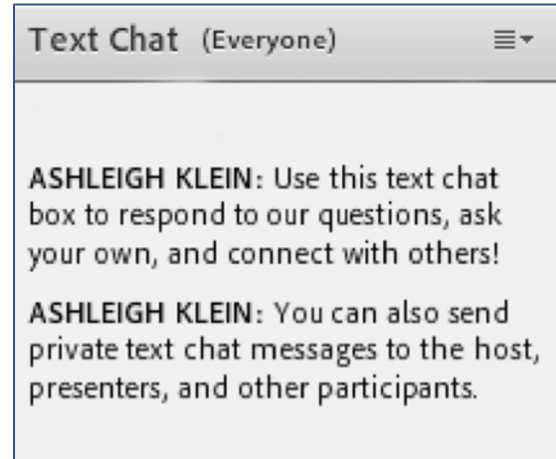 Text Chat (Everyone)
ASHLEIGH KLEIN: Use this text chat
box to respond to our questions, ask
your own, and connect with others!
ASHLEIGH KLEIN: You can also send
private text chat messages to the host,
presenters, and other participants.